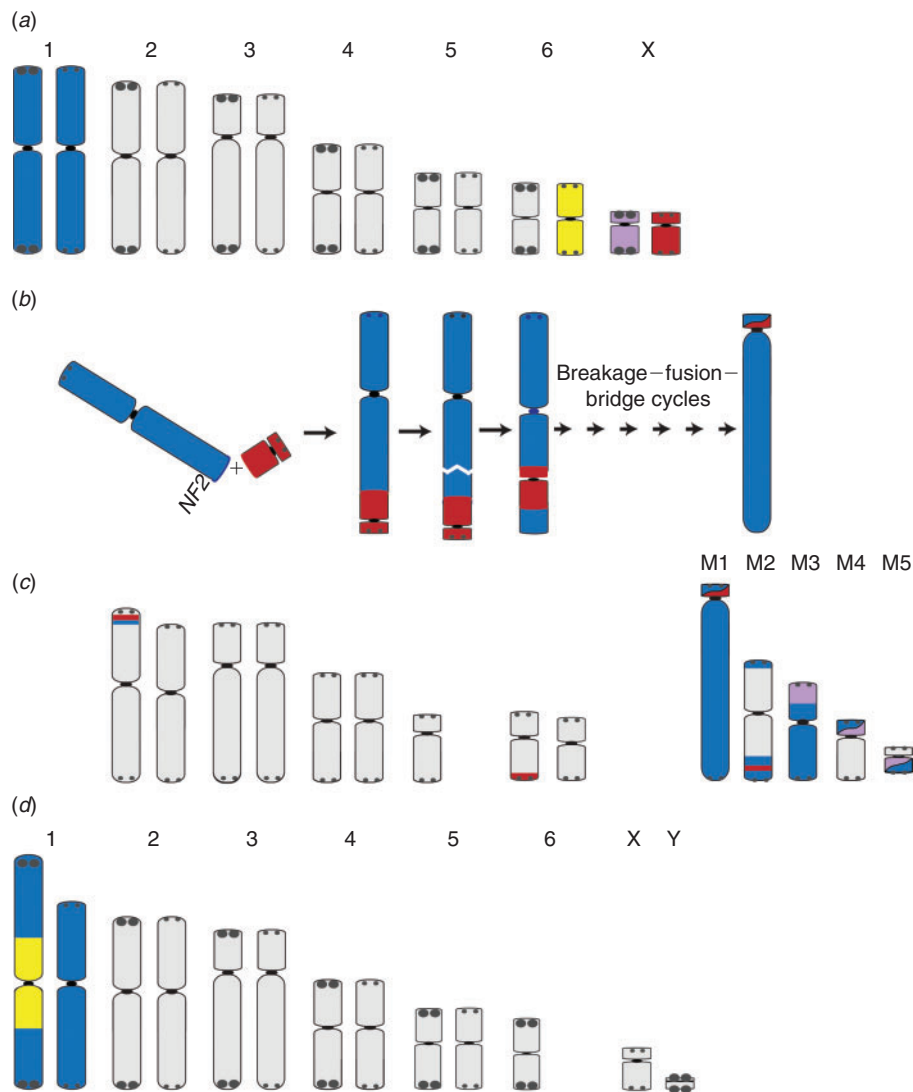 (a)
1 2 3 4 5 6 X
(b)
NF2
+
Breakage–fusion–
bridge cycles
(c)
M1 M2 M3 M4 M5
(d)
1 2 3 4 5 6 X Y